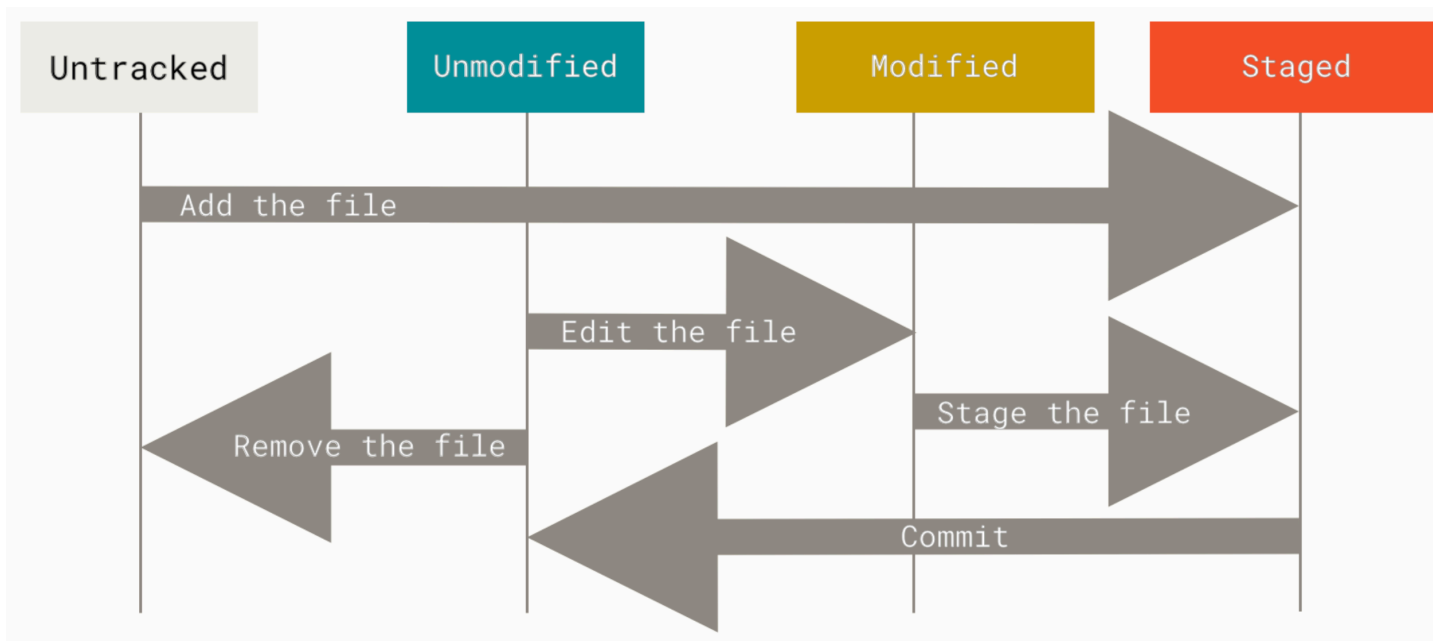 Untracked
Unmodified
Modified
Staged
Add the file
Edit the file
Stage the file
Remove the file
Commit